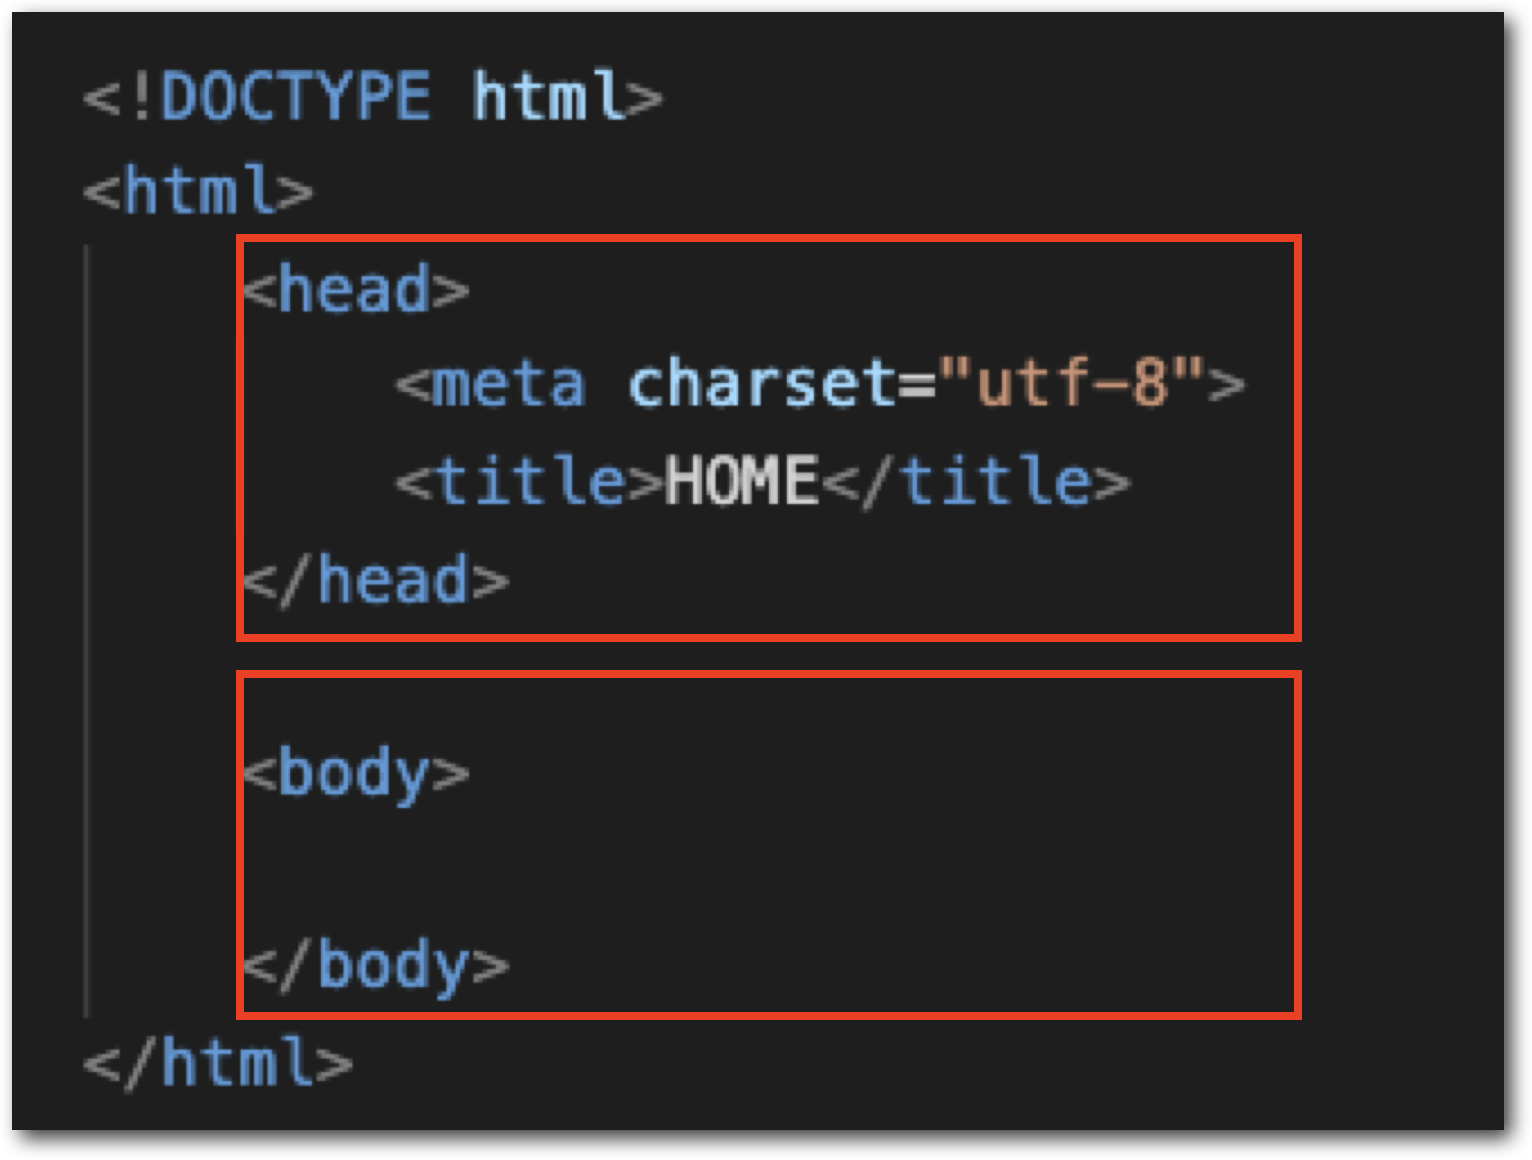 <!DOCTYPE html>
<html>
<head>
<meta charset="utf-8">
<title>HOME</title>
</head>
<body>
</body>
</html>